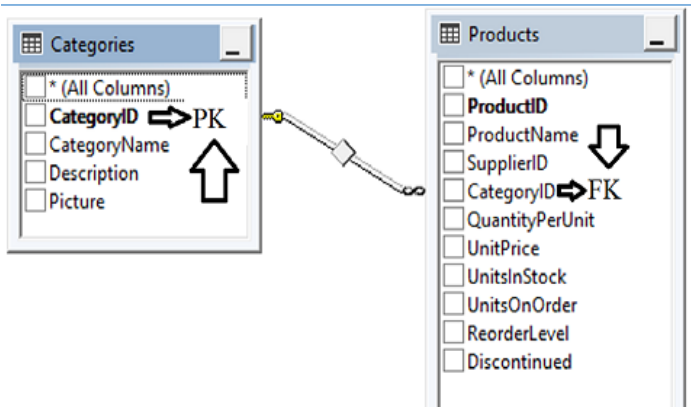 Categories
* (All Columns)
CategoryID PK
CategoryName
Description
Picture
Products
* (All Columns)
ProductID
ProductName
SupplierID
CategoryID FK
QuantityPerUnit
UnitPrice
UnitsInStock
UnitsOnOrder
ReorderLevel
Discontinued